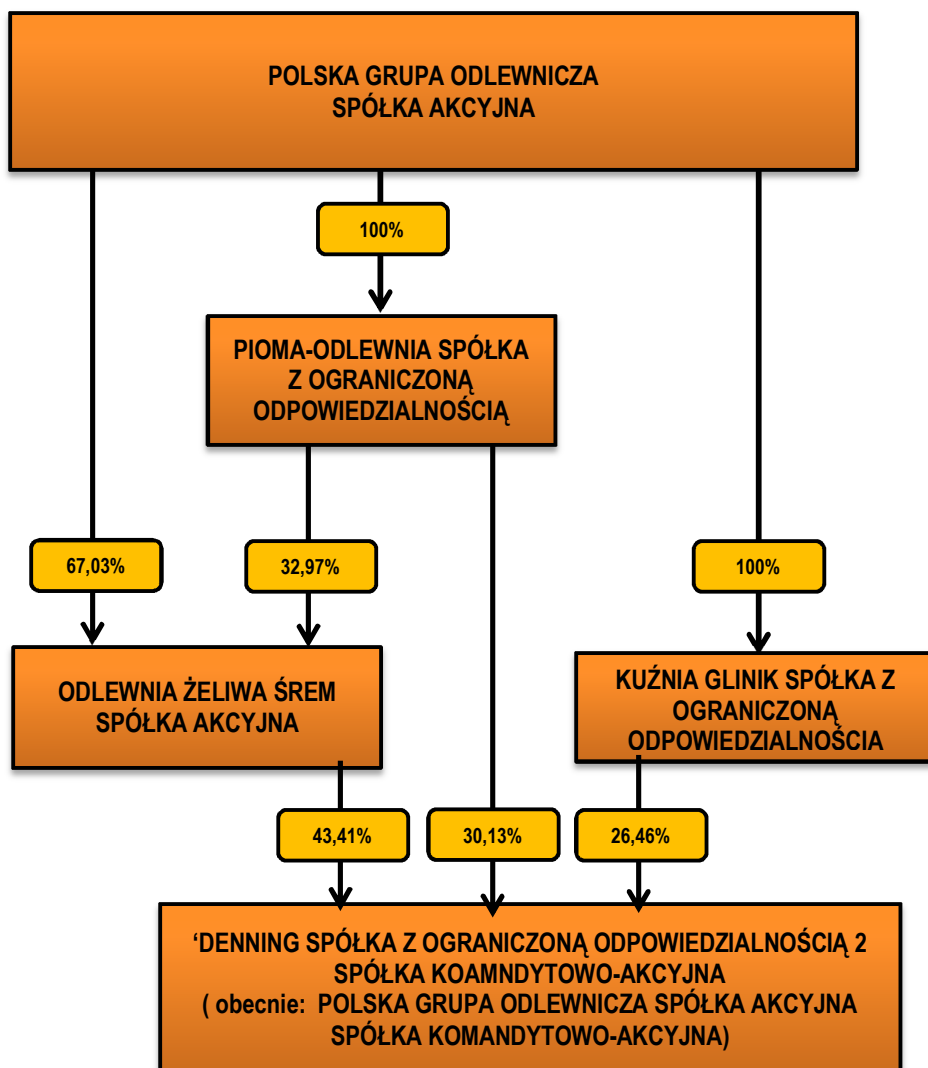 POLSKA GRUPA ODLEWNICZA
SPÓŁKA AKCYJNA
100%
PIOMA-ODLEWNIA SPÓŁKA
Z OGRANICZONĄ
ODPOWIEDZIALNOŚCIĄ
67,03%
32,97%
100%
ODLEWNIA ŻELIWA ŚREM
SPÓŁKA AKCYJNA
KUŹNIA GLINIK SPÓŁKA Z
OGRANICZONĄ
ODPOWIEDZIALNOŚCIA
43,41%
30,13%
26,46%
‘DENNING SPÓŁKA Z OGRANICZONĄ ODPOWIEDZIALNOŚCIĄ 2
SPÓŁKA KOAMNDYTOWO-AKCYJNA
( obecnie: POLSKA GRUPA ODLEWNICZA SPÓŁKA AKCYJNA
SPÓŁKA KOMANDYTOWO-AKCYJNA)